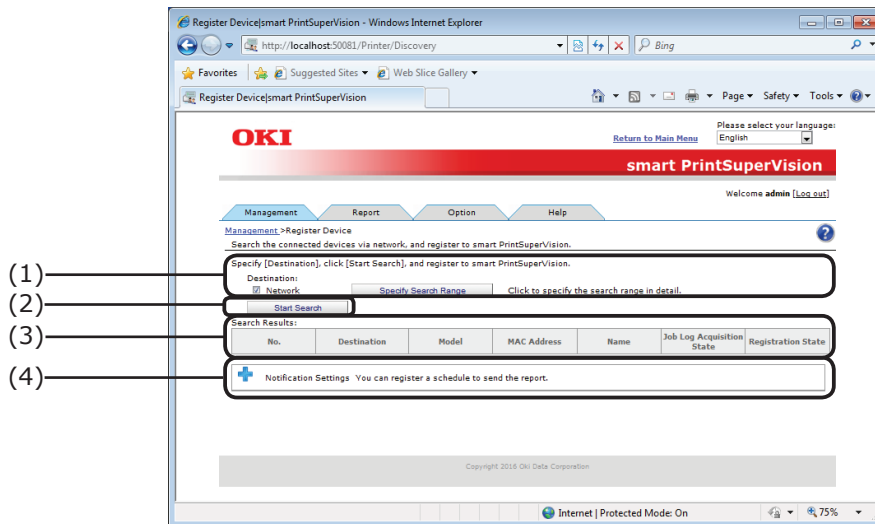 Register Device|smart PrintSuperVision - Windows Internet Explorer
http://localhost:50081/Printer/Discovery
Bing
Favorites
Suggested Sites
Web Slice Gallery
Register Device|smart PrintSuperVision
Page
Safety
Tools
Please select your language:
OKI
Return to Main Menu
English
smart PrintSuperVision
Welcome admin [Log out]
Management
Report
Option
Help
Management >Register Device
Search the connected devices via network, and register to smart PrintSuperVision.
(1)
Specify [Destination], click [Start Search], and register to smart PrintSuperVision.
Destination:
Network
Specify Search Range
Click to specify the search range in detail.
(2)
Start Search
(3)
Search Results:
No.
Destination
Model
MAC Address
Name
Job Log Acquisition
State
Registration State
(4)
Notification Settings You can register a schedule to send the report.
Copyright 2016 Oki Data Corporation
Internet | Protected Mode: On
75%